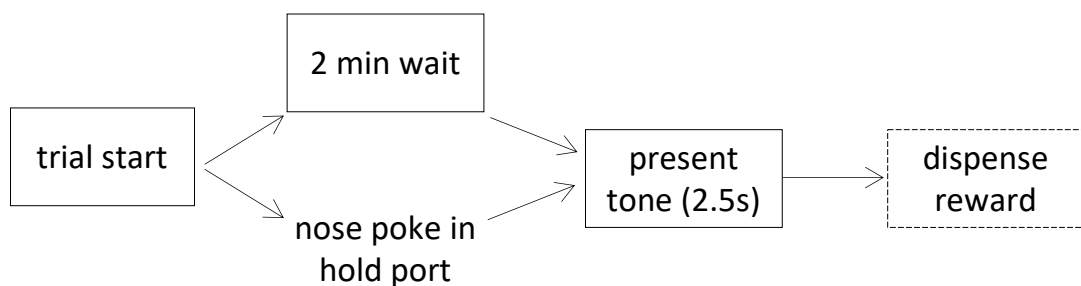 trial start
2 min wait
nose poke in
hold port
present
tone (2.5s)
dispense
reward